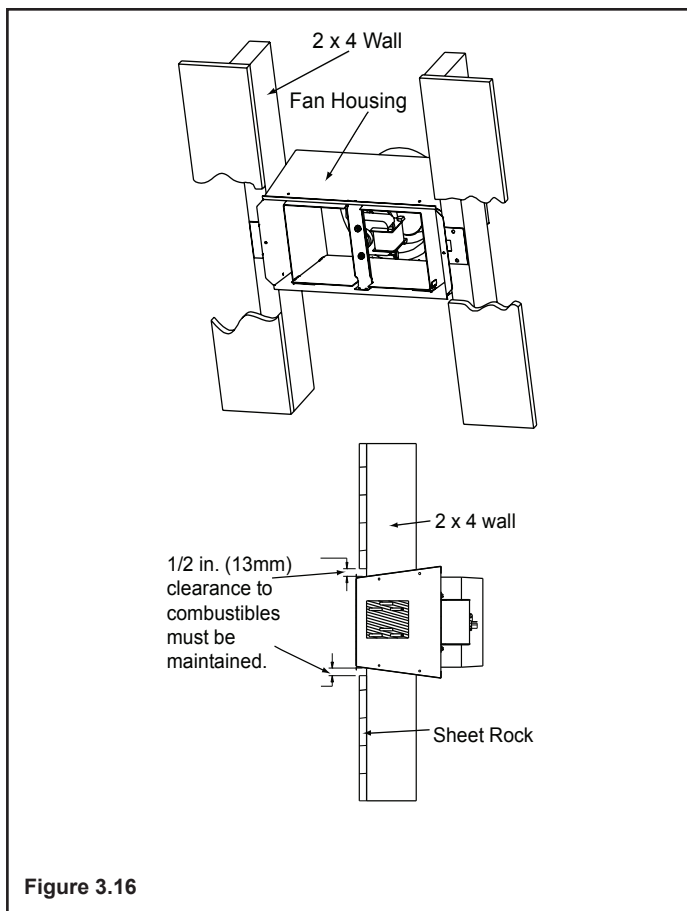 2 x 4 Wall
Fan Housing
2 x 4 wall
1/2 in. (13mm)
clearance to
combustibles
must be
maintained.
Sheet Rock
Figure 3.16